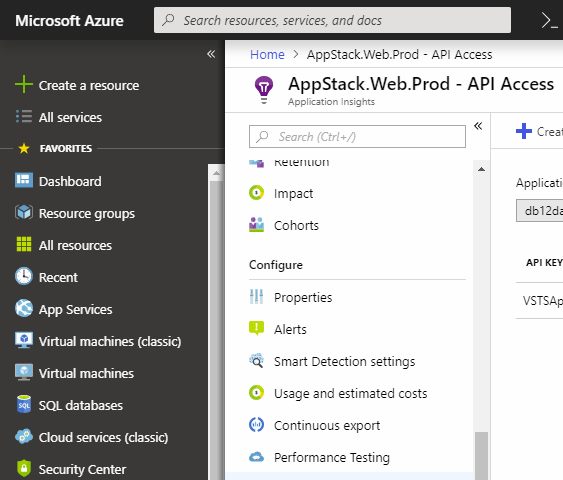 Microsoft Azure
Search resources, services, and docs
Home > AppStack.Web.Prod - API Access
AppStack.Web.Prod - API Access
Application Insights
Create a resource
All services
FAVORITES
Dashboard
Resource groups
All resources
Recent
App Services
Virtual machines (classic)
Virtual machines
SQL databases
Cloud services (classic)
Security Center
Search (Ctrl+/)
Retention
Impact
Cohorts
Configure
Properties
Alerts
Smart Detection settings
Usage and estimated costs
Continuous export
Performance Testing
Creat
Applicatio
db12da
API KEY
VSTSAp